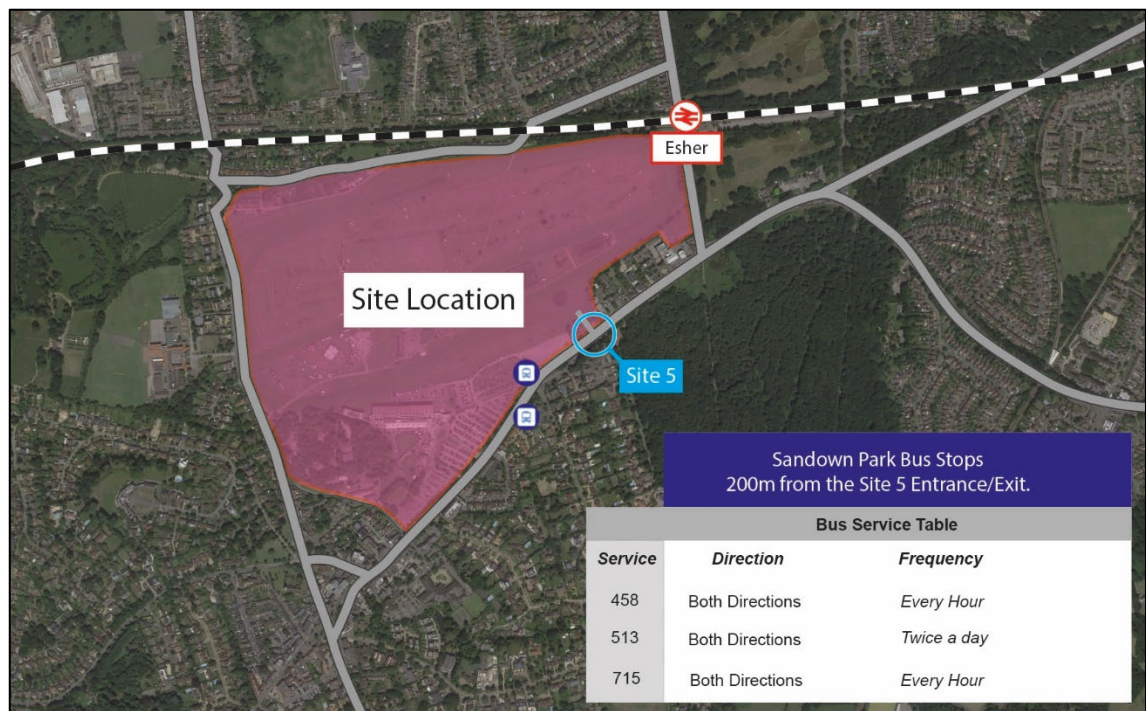 Esher
Site Location
Site 5
Sandown Park Bus Stops
200m from the Site 5 Entrance/Exit.
Bus Service Table
Service Direction Frequency
458 Both Directions Every Hour
513 Both Directions Twice a day
715 Both Directions Every Hour